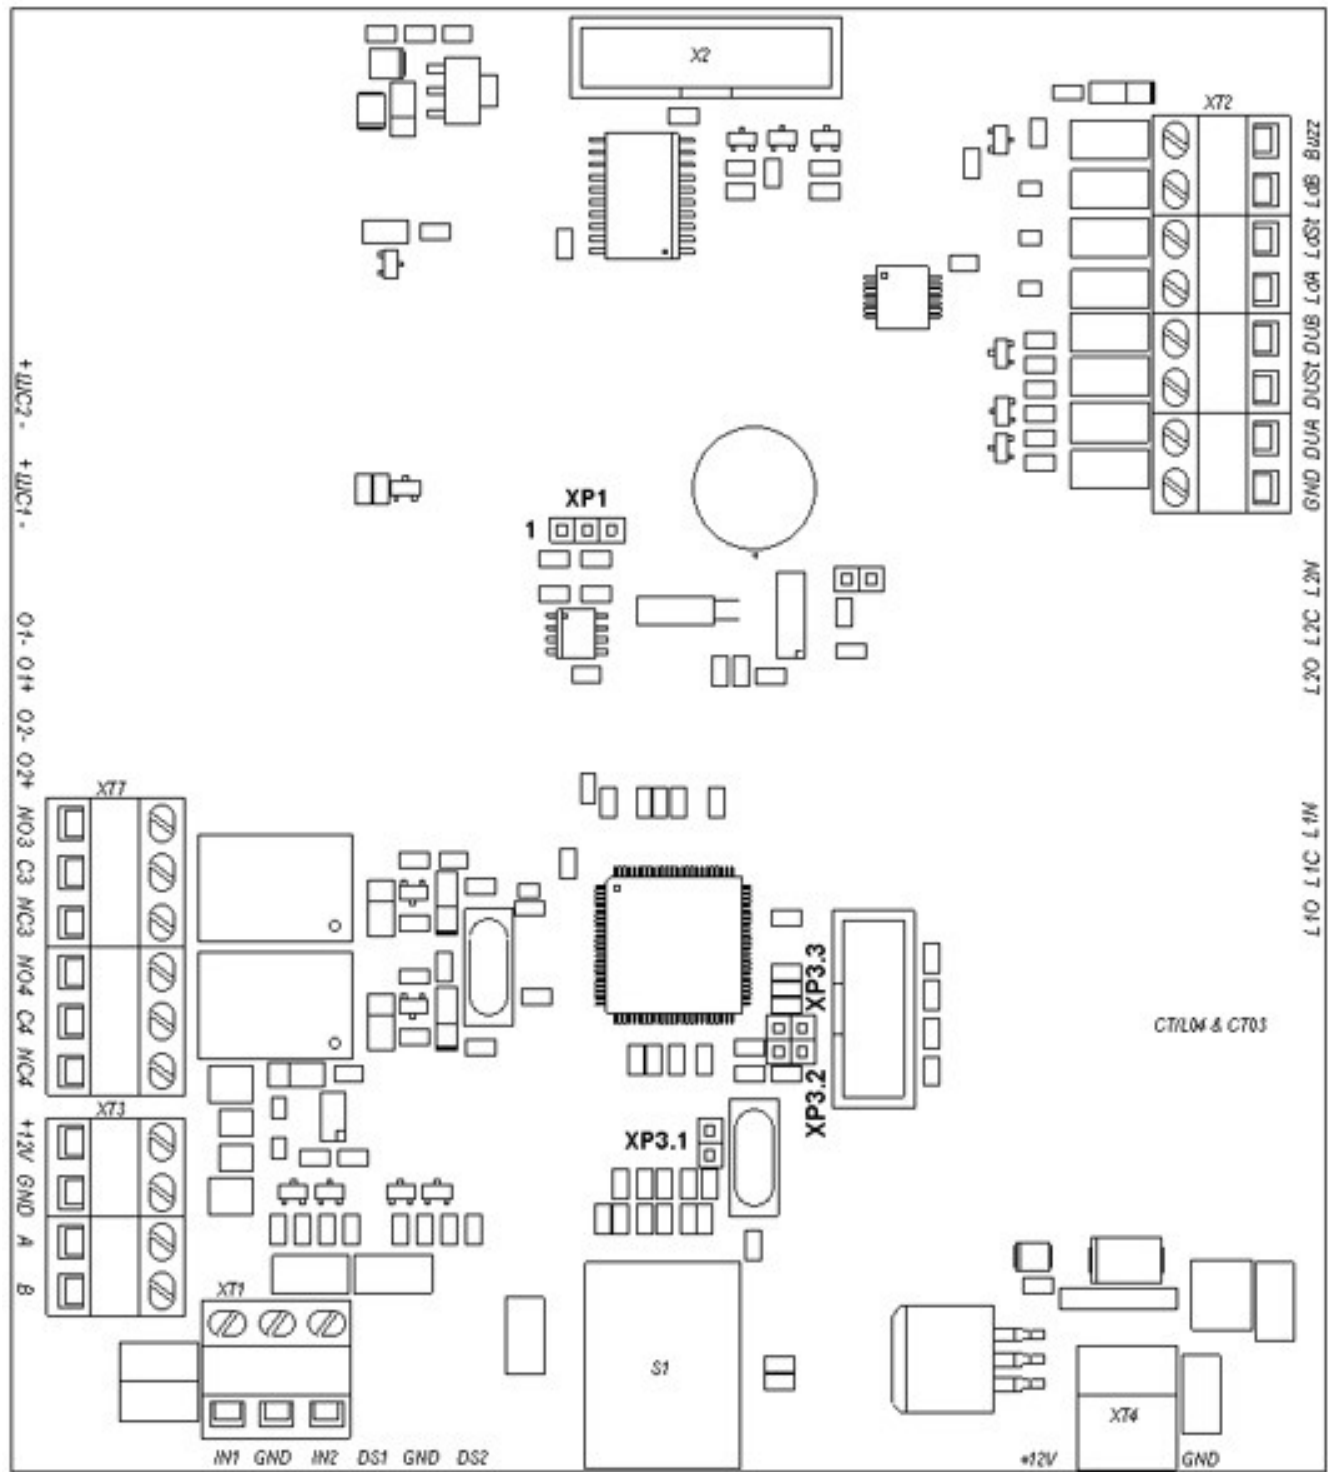 X2
XT2
Buzz
LdB
LdSt
LdA
DUB
DUSt
DUA
GND
+ ШС2 -
+ ШС1 -
XP1
1
L2N
L2C
L2O
O1-
O1+
O2-
O2+
XT7
NO3
C3
NC3
NO4
C4
NC4
L1N
L1C
L1O
XP3.3
CT/L04 & CT03
XP3.2
XP3.1
XT3
+12V
GND
A
B
XT1
S1
XT4
IN1 GND IN2 DS1 GND DS2
+12V GND